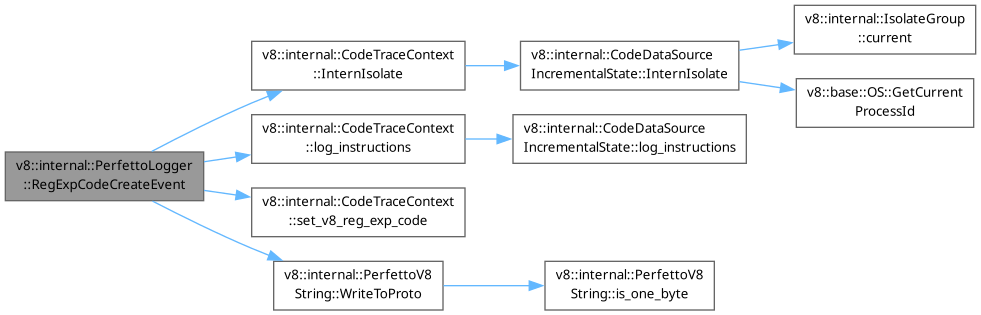 v8::internal::PerfettoLogger
::RegExpCodeCreateEvent
v8::internal::CodeTraceContext
::InternIsolate
v8::internal::CodeDataSource
IncrementalState::InternIsolate
v8::internal::IsolateGroup
::current
v8::base::OS::GetCurrent
ProcessId
v8::internal::CodeTraceContext
::log_instructions
v8::internal::CodeDataSource
IncrementalState::log_instructions
v8::internal::CodeTraceContext
::set_v8_reg_exp_code
v8::internal::PerfettoV8
String::WriteToProto
v8::internal::PerfettoV8
String::is_one_byte